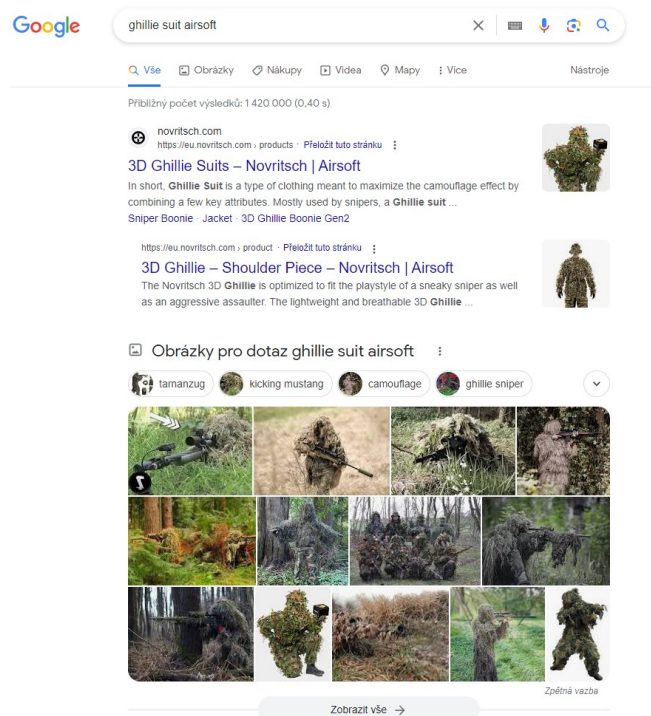 Google
ghillie suit airsoft
Vše Obrázky Nákupy Videa Mapy Více Nástroje
Přibližný počet výsledků: 1 420 000 (0,40 s)
novritsch.com
https://eu.novritsch.com › products · Přeložit tuto stránku
3D Ghillie Suits – Novritsch | Airsoft
In short, Ghillie Suit is a type of clothing meant to maximize the camouflage effect by
combining a few key attributes. Mostly used by snipers, a Ghillie suit ...
Sniper Boonie · Jacket · 3D Ghillie Boonie Gen2
https://eu.novritsch.com › product · Přeložit tuto stránku
3D Ghillie – Shoulder Piece – Novritsch | Airsoft
The Novritsch 3D Ghillie is optimized to fit the playstyle of a sneaky sniper as well
as an aggressive assaulter. The lightweight and breathable 3D Ghillie ...
Obrázky pro dotaz ghillie suit airsoft
tarnanzug kicking mustang camouflage ghillie sniper
Zpětná vazba
Zobrazit vše →